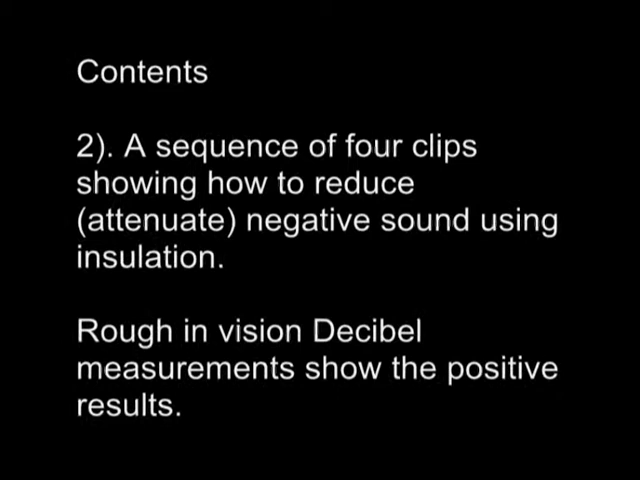 Contents
2). A sequence of four clips
showing how to reduce
(attenuate) negative sound using
insulation.
Rough in vision Decibel
measurements show the positive
results.